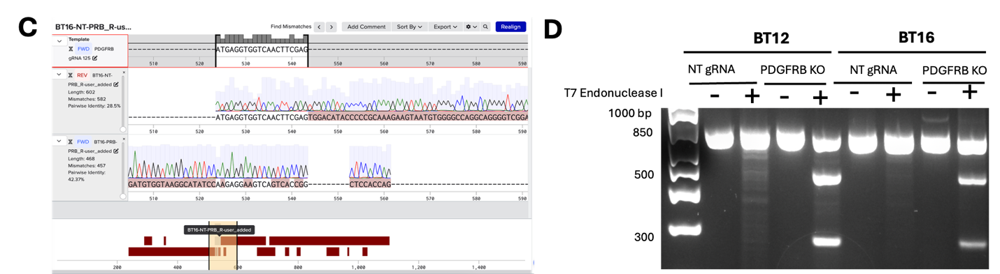 C
BT16-NT-PRB_R-us...
Find Mismatches
Add Comment
Sort By
Export
Realign
Template
FWD PDGFRB
gRNA 125
ATGAGGTGGTCAACTTCGAG
510 520 530 540 550 560 570 580 590
REV BT16-NT-
PRB_R-user_added
Length: 602
Mismatches: 582
Pairwise Identity: 28.5%
ATGAGGTGGTCAACTTCGAGTGGACATACCCCCGCAAAGAAGTAATGTGGGGCCAGGCAGGGGTCGGA
510 520 530 540 550 560 570 580 590
FWD BT16-PRB-
PRB_R-user_added
Length: 468
Mismatches: 457
Pairwise Identity:
42.37%
GATGTGGTAAGGCATATCCAAGAGGAAGTCAGTCACCGG
CTCCACCAG
510 520 530 540 550 560 570 580 590
BT16-NT-PRB_R-user_added
200 400 600 800 1,000 1,200 1,400
D
BT12 BT16
NT gRNA PDGFRB KO NT gRNA PDGFRB KO
T7 Endonuclease I - + - + - + - +
1000 bp
850
500
300